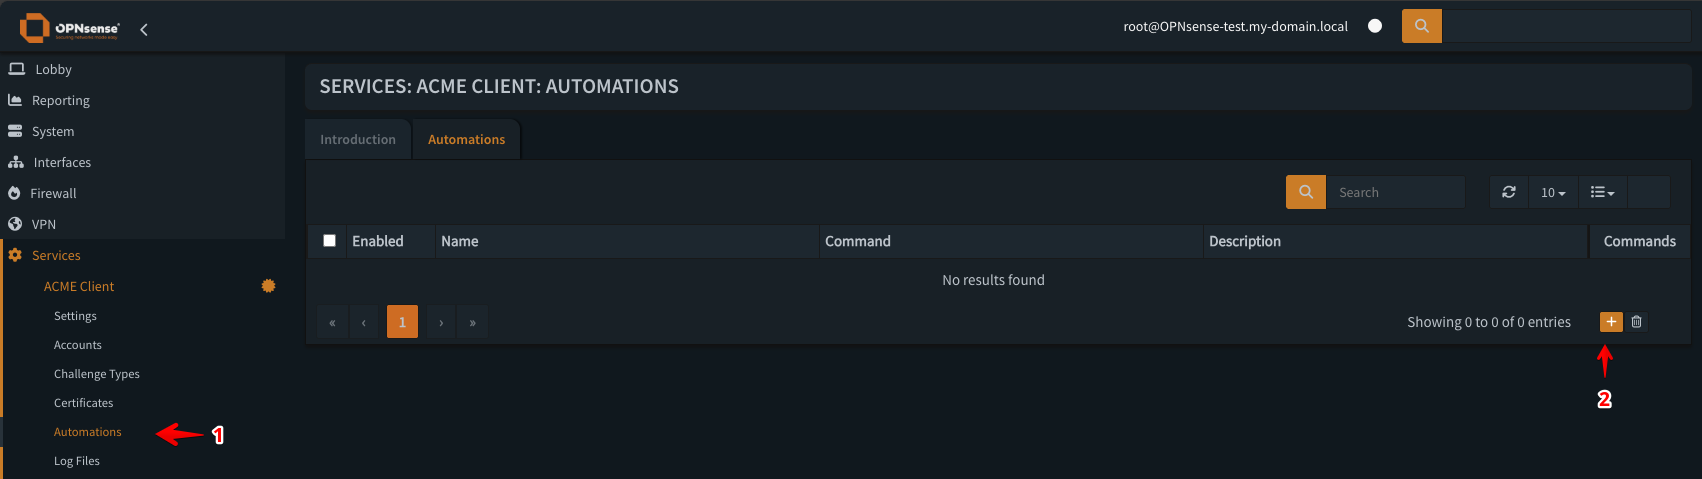 OPNsense
root@OPNsense-test.my-domain.local
Lobby
Reporting
System
Interfaces
Firewall
VPN
Services
ACME Client
Settings
Accounts
Challenge Types
Certificates
Automations
Log Files
1
SERVICES: ACME CLIENT: AUTOMATIONS
Introduction Automations
Search 10
Enabled Name Command Description Commands
No results found
« ‹ 1 › » Showing 0 to 0 of 0 entries +
2